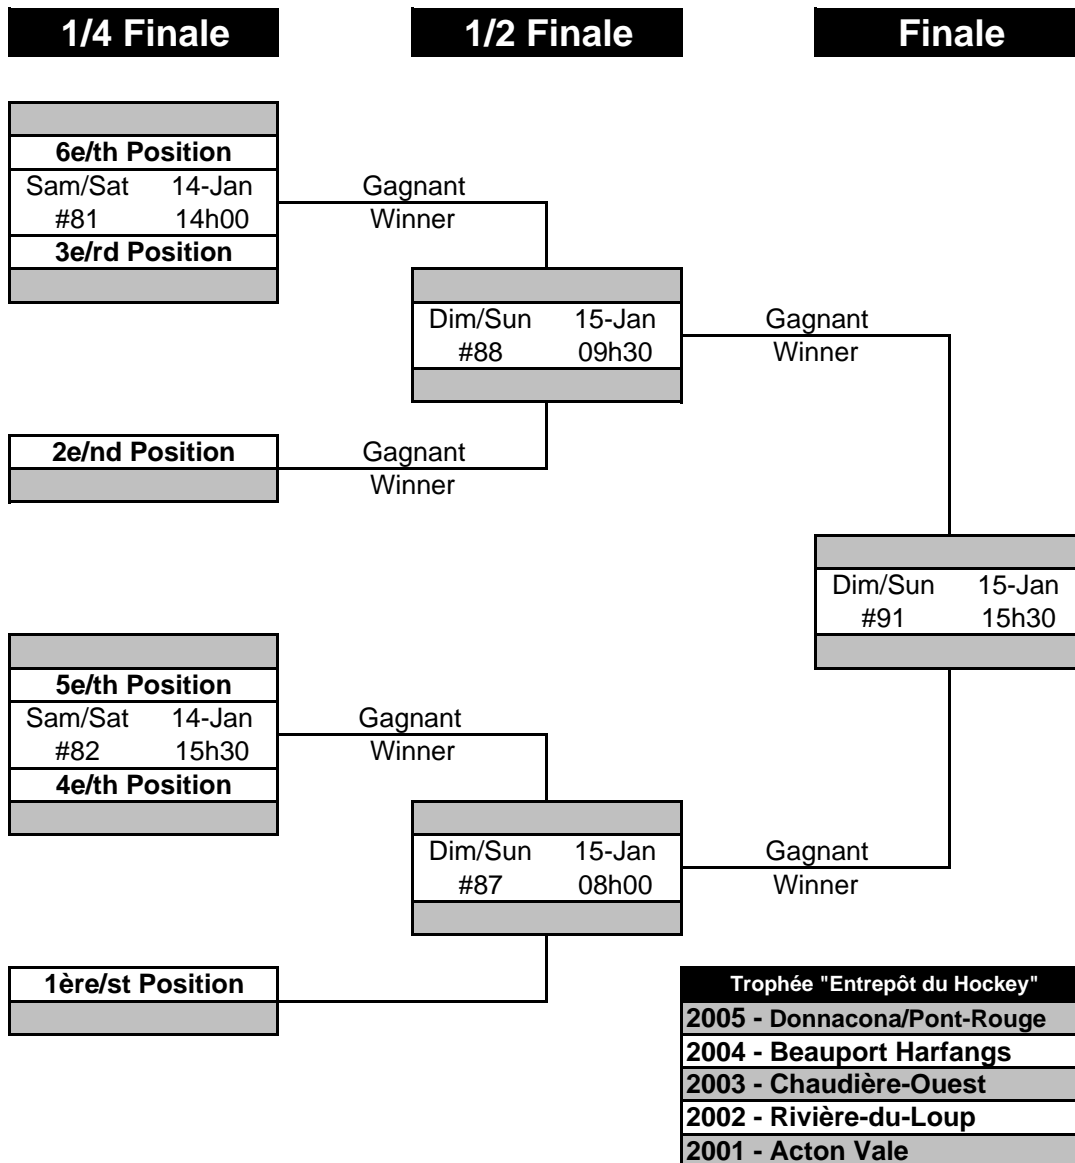 1/4 Finale
1/2 Finale
Finale
6e/th Position
Sam/Sat 14-Jan
#81 14h00
3e/rd Position
Gagnant
Winner
Dim/Sun 15-Jan
#88 09h30
Gagnant
Winner
2e/nd Position
Gagnant
Winner
Dim/Sun 15-Jan
#91 15h30
5e/th Position
Sam/Sat 14-Jan
#82 15h30
4e/th Position
Gagnant
Winner
Dim/Sun 15-Jan
#87 08h00
Gagnant
Winner
1ère/st Position
Trophée "Entrepôt du Hockey"
2005 - Donnacona/Pont-Rouge
2004 - Beauport Harfangs
2003 - Chaudière-Ouest
2002 - Rivière-du-Loup
2001 - Acton Vale